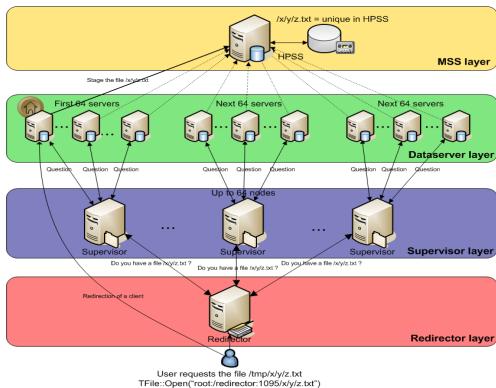 /x/y/z.txt = unique in HPSS
HPSS
MSS layer
Stage the file /x/y/z.txt
First 64 servers
Next 64 servers
Next 64 servers
... ... ... ... ...
Dataserver layer
Question Question Question Question Question Question
Up to 64 nodes
... ...
Supervisor Supervisor Supervisor
Supervisor layer
Do you have a file /x/y/z.txt ?
Do you have a file /x/y/z.txt ?
Do you have a file /x/y/z.txt ?
Redirection of a client
Redirector
Redirector layer
User requests the file /tmp/x/y/z.txt
TFile::Open("root:/redirector:1095/x/y/z.txt")